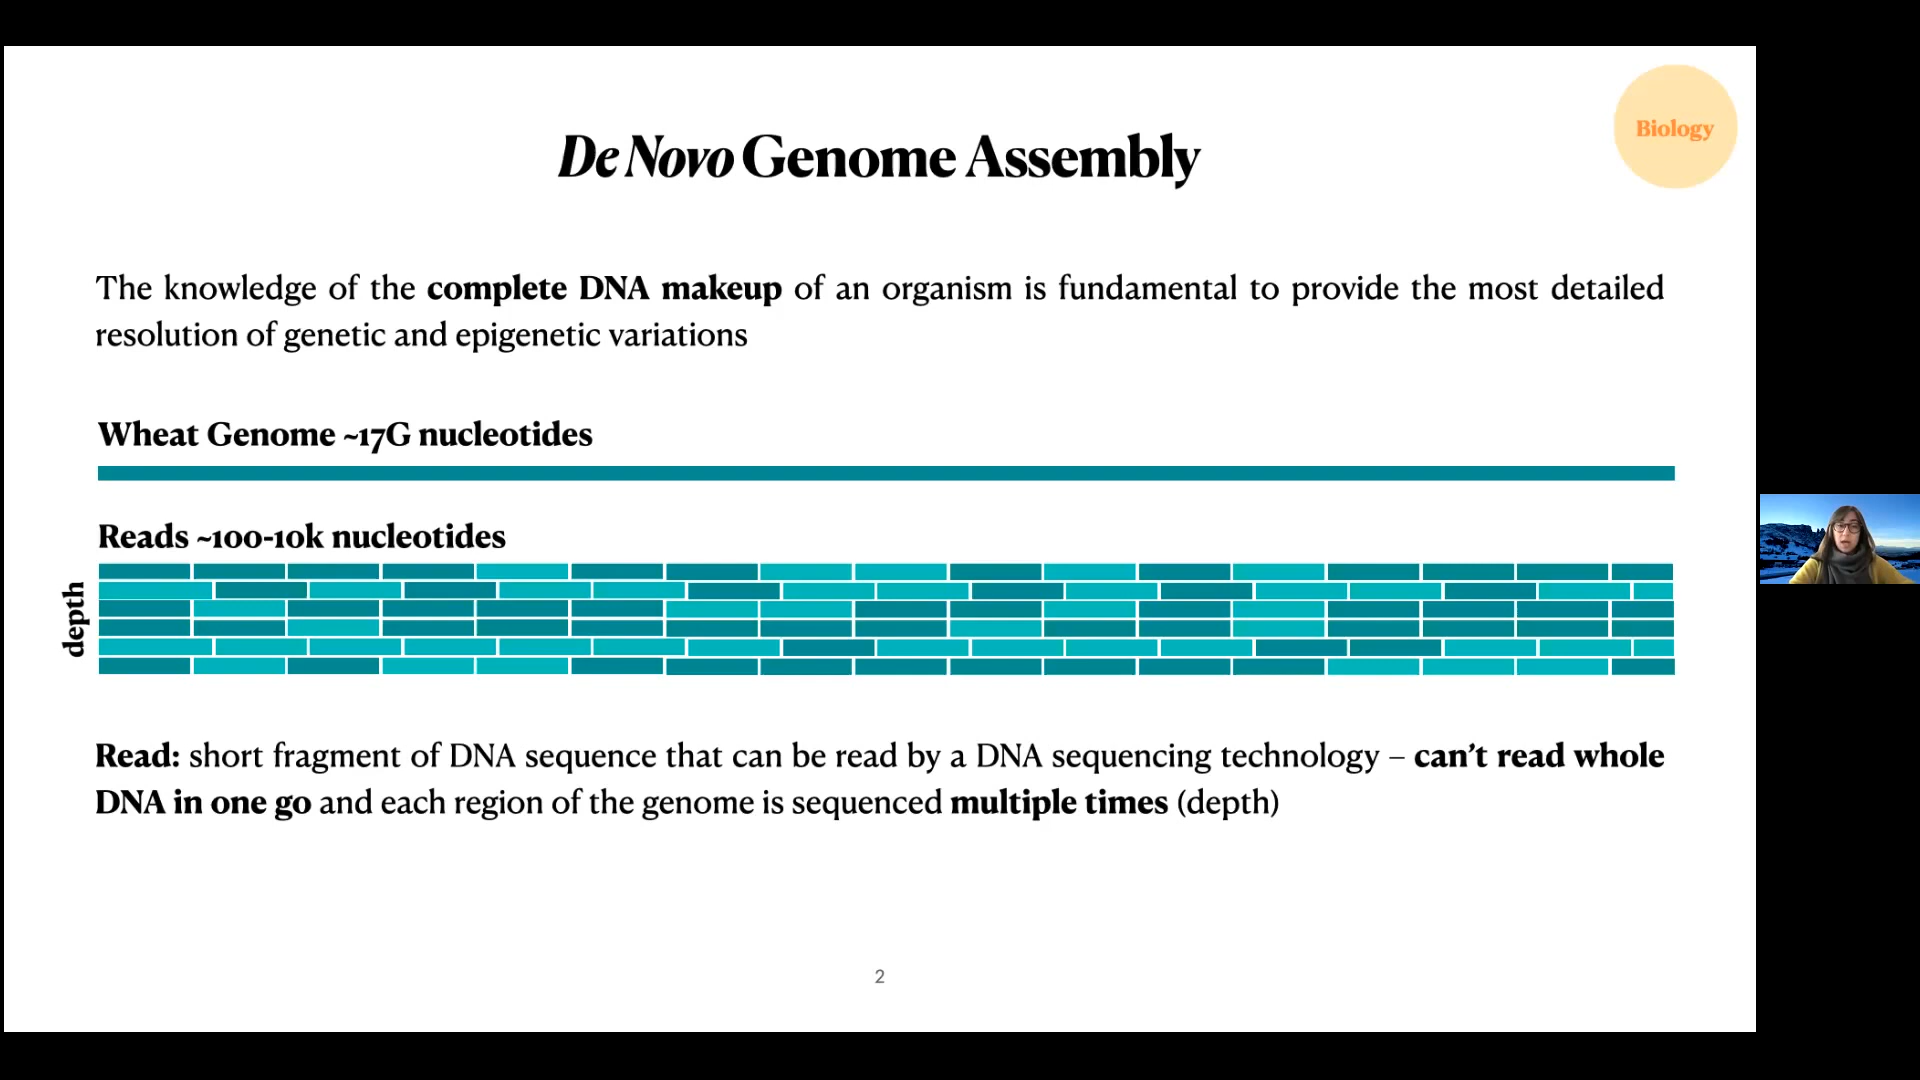 Biology
De Novo Genome Assembly
The knowledge of the complete DNA makeup of an organism is fundamental to provide the most detailed
resolution of genetic and epigenetic variations
Wheat Genome ~17G nucleotides
Reads ~100-10k nucleotides
depth
Read: short fragment of DNA sequence that can be read by a DNA sequencing technology – can’t read whole
DNA in one go and each region of the genome is sequenced multiple times (depth)
2